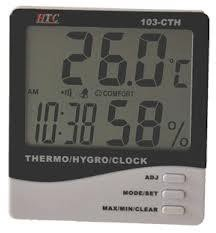 HTC 103-CTH
26.0°C
AM COMFORT
10:38 58%
THERMO/HYGRO/CLOCK
ADJ
MODE/SET
MAX/MIN/CLEAR